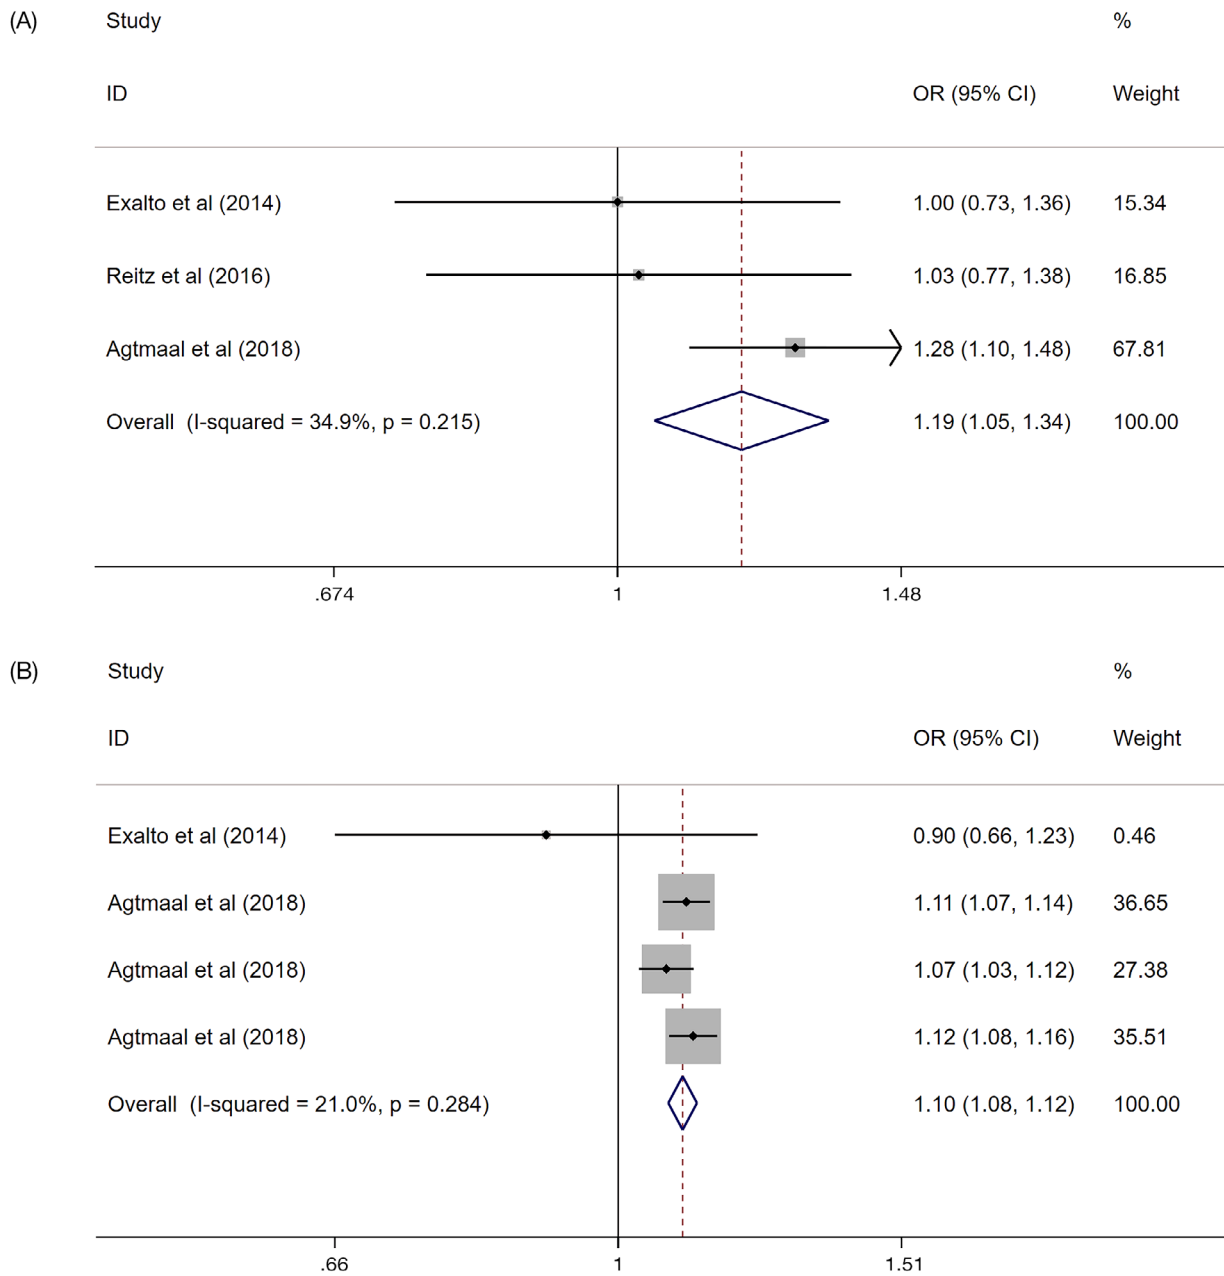 (A) Study %
ID OR (95% CI) Weight
Exalto et al (2014) 1.00 (0.73, 1.36) 15.34
Reitz et al (2016) 1.03 (0.77, 1.38) 16.85
Agtmaal et al (2018) 1.28 (1.10, 1.48) 67.81
Overall (I-squared = 34.9%, p = 0.215) 1.19 (1.05, 1.34) 100.00
.674 1 1.48
(B) Study %
ID OR (95% CI) Weight
Exalto et al (2014) 0.90 (0.66, 1.23) 0.46
Agtmaal et al (2018) 1.11 (1.07, 1.14) 36.65
Agtmaal et al (2018) 1.07 (1.03, 1.12) 27.38
Agtmaal et al (2018) 1.12 (1.08, 1.16) 35.51
Overall (I-squared = 21.0%, p = 0.284) 1.10 (1.08, 1.12) 100.00
.66 1 1.51